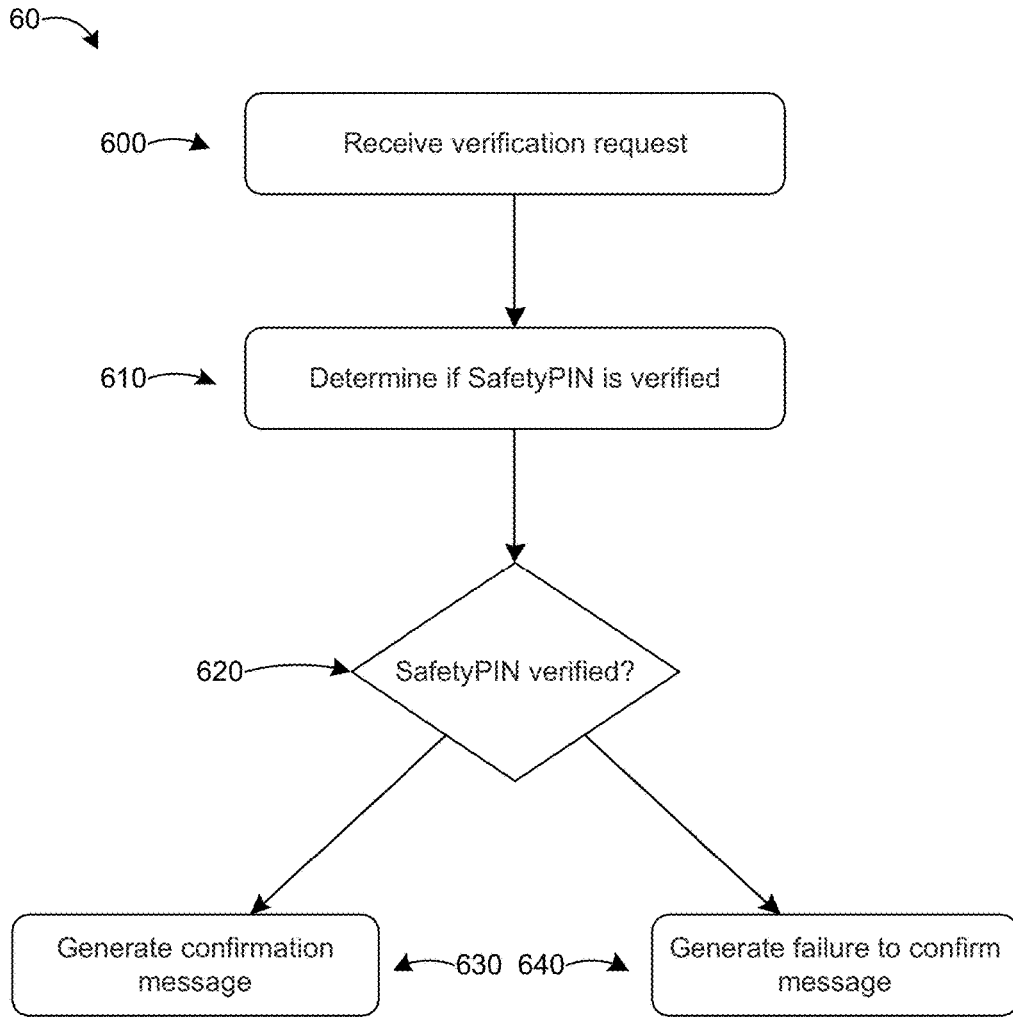 60
600
Receive verification request
610
Determine if SafetyPIN is verified
620
SafetyPIN verified?
Generate confirmation
message
630
640
Generate failure to confirm
message